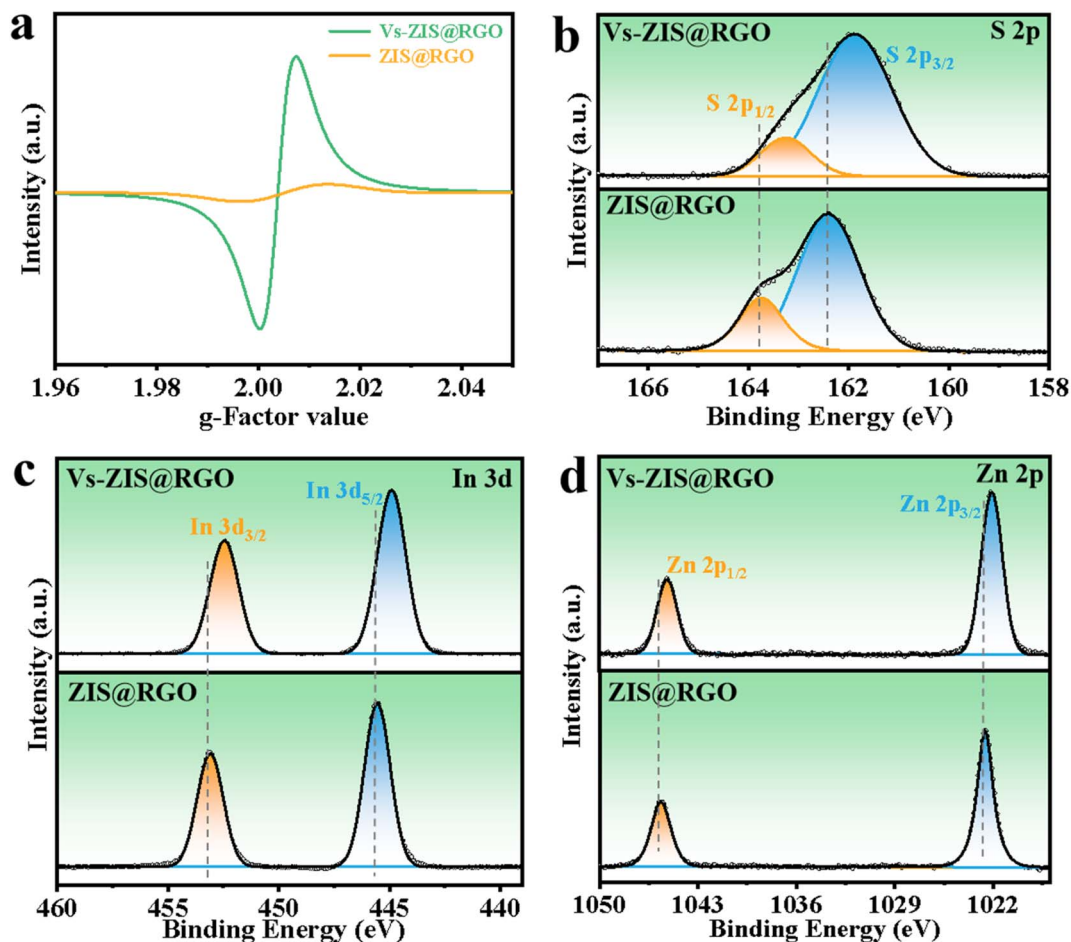 a
Vs-ZIS@RGO
ZIS@RGO
Intensity (a.u.)
1.96 1.98 2.00 2.02 2.04
g-Factor value
b
Vs-ZIS@RGO
S 2p
S 2p3/2
S 2p1/2
ZIS@RGO
Intensity (a.u.)
166 164 162 160 158
Binding Energy (eV)
c
Vs-ZIS@RGO
In 3d
In 3d5/2
In 3d3/2
ZIS@RGO
Intensity (a.u.)
460 455 450 445 440
Binding Energy (eV)
d
Vs-ZIS@RGO
Zn 2p
Zn 2p3/2
Zn 2p1/2
ZIS@RGO
Intensity (a.u.)
1050 1043 1036 1029 1022
Binding Energy (eV)